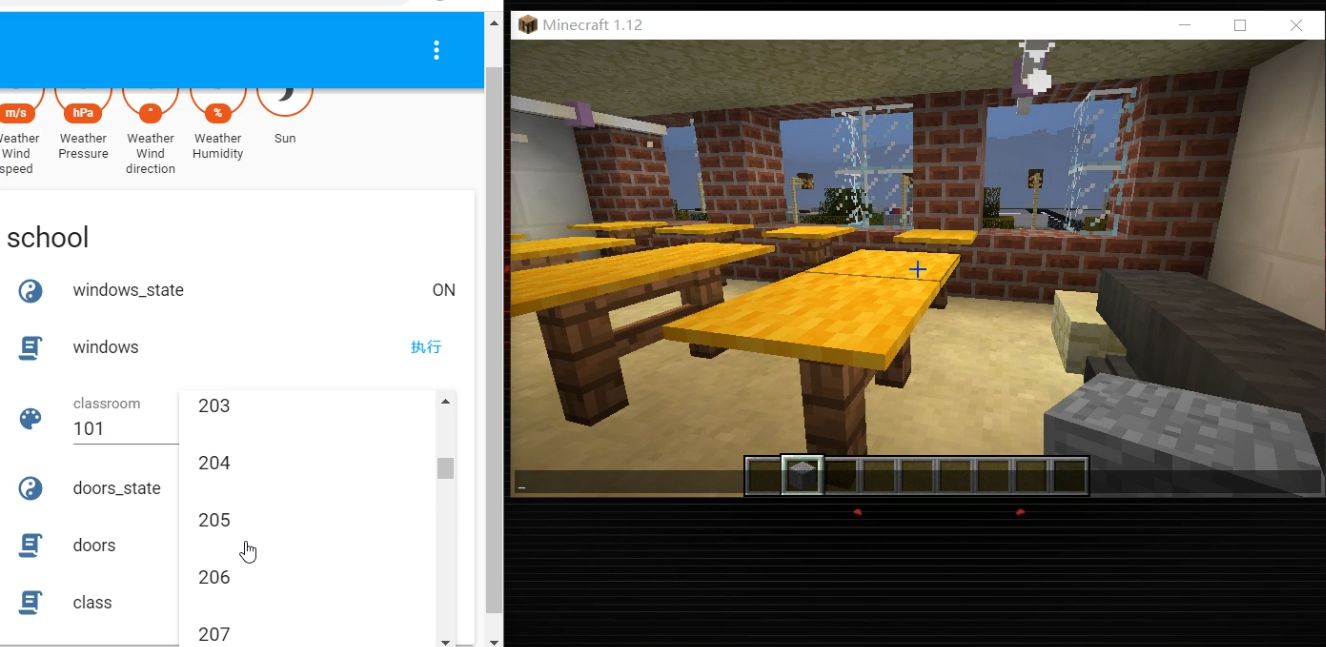 Minecraft 1.12
m/s
hPa
°
%
Weather
Wind
speed
Weather
Pressure
Weather
Wind
direction
Weather
Humidity
Sun
school
windows_state
ON
windows
执行
classroom
101
doors_state
doors
class
203
204
205
206
207